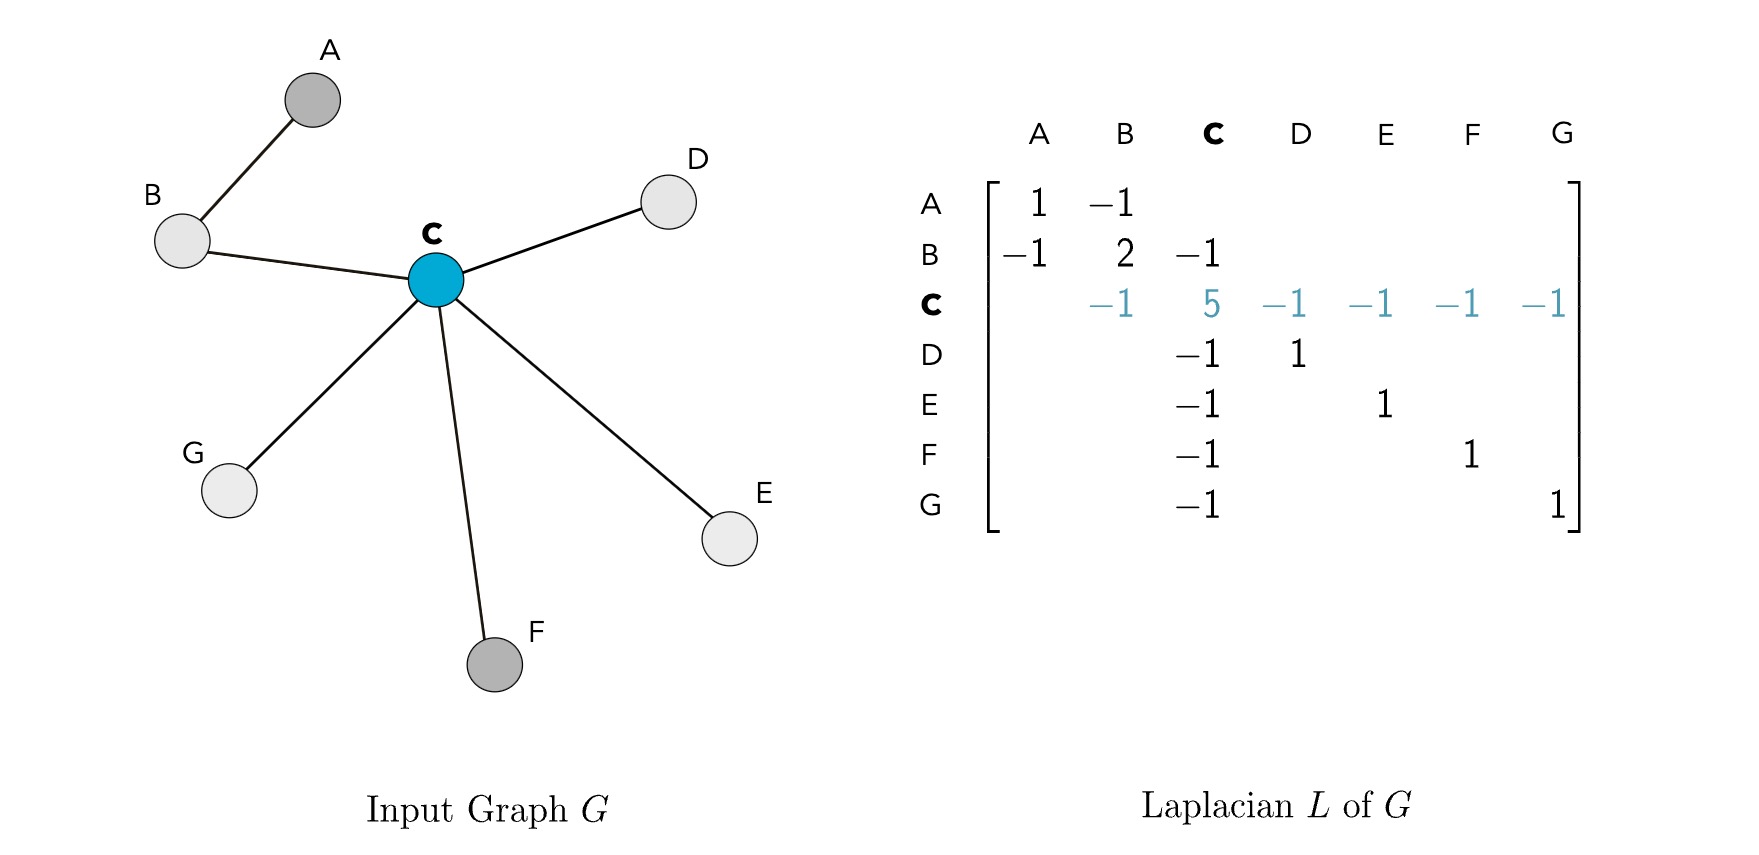 A
D
B
C
G
E
F
Input Graph G
A B C D E F G
A 1 −1
B −1 2 −1
C −1 5 −1 −1 −1 −1
D −1 1
E −1 1
F −1 1
G −1 1
Laplacian L of G